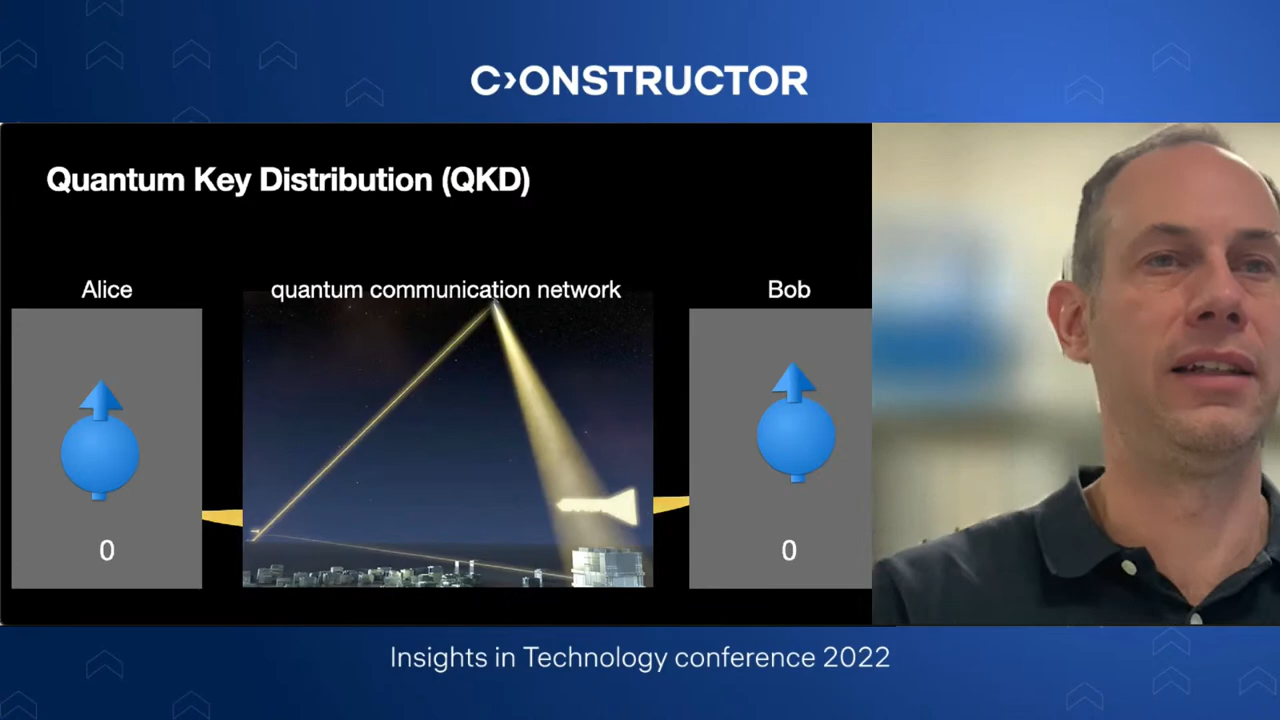 C›ONSTRUCTOR
Quantum Key Distribution (QKD)
Alice
quantum communication network
Bob
0
0
Insights in Technology conference 2022